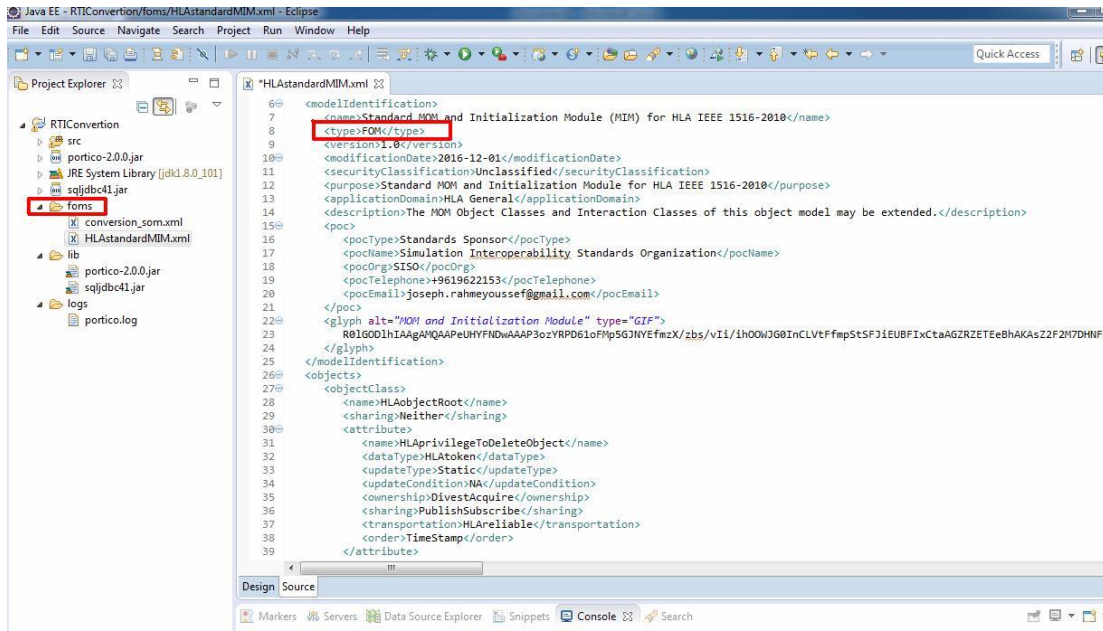 Java EE - RTIConvertion/foms/HLAstandardMIM.xml - Eclipse
File Edit Source Navigate Search Project Run Window Help
Quick Access
Project Explorer
*HLAstandardMIM.xml
RTIConvertion
src
portico-2.0.0.jar
JRE System Library [jdk1.8.0_101]
sqljdbc41.jar
foms
conversion_som.xml
HLAstandardMIM.xml
lib
portico-2.0.0.jar
sqljdbc41.jar
logs
portico.log
6 <modelIdentification>
7 <name>Standard MOM and Initialization Module (MIM) for HLA IEEE 1516-2010</name>
8 <type>FOM</type>
9 <version>1.0</version>
10 <modificationDate>2016-12-01</modificationDate>
11 <securityClassification>Unclassified</securityClassification>
12 <purpose>Standard MOM and Initialization Module for HLA IEEE 1516-2010</purpose>
13 <applicationDomain>HLA General</applicationDomain>
14 <description>The MOM Object Classes and Interaction Classes of this object model may be extended.</description>
15 <poc>
16 <pocType>Standards Sponsor</pocType>
17 <pocName>Simulation Interoperability Standards Organization</pocName>
18 <pocOrg>SISO</pocOrg>
19 <pocTelephone>+9619622153</pocTelephone>
20 <pocEmail>joseph.rahmeyoussef@gmail.com</pocEmail>
21 </poc>
22 <glyph alt="MOM and Initialization Module" type="GIF">
23
24 </glyph>
25 </modelIdentification>
26 <objects>
27 <objectClass>
28 <name>HLAobjectRoot</name>
29 <sharing>Neither</sharing>
30 <attribute>
31 <name>HLAprivilegeToDeleteObject</name>
32 <dataType>HLAtoken</dataType>
33 <updateType>Static</updateType>
34 <updateCondition>NA</updateCondition>
35 <ownership>DivestAcquire</ownership>
36 <sharing>PublishSubscribe</sharing>
37 <transportation>HLAreliable</transportation>
38 <order>TimeStamp</order>
39 </attribute>
Design Source
Markers Servers Data Source Explorer Snippets Console Search